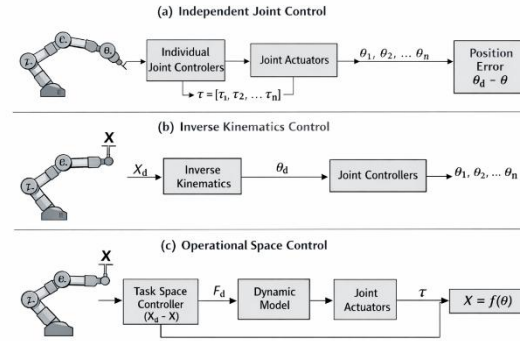 (a) Independent Joint Control
Individual
Joint Controlers
Joint Actuators
θ₁, θ₂, ... θₙ
Position
Error
θd - θ
τ = [τ₁, τ₂, ... τₙ]
(b) Inverse Kinematics Control
X
Xd
Inverse
Kinematics
θd
Joint Controllers
θ₁, θ₂, ... θₙ
(c) Operational Space Control
X
Task Space
Controller
(Xd - X)
Fd
Dynamic
Model
Joint
Actuators
τ
X = f(θ)